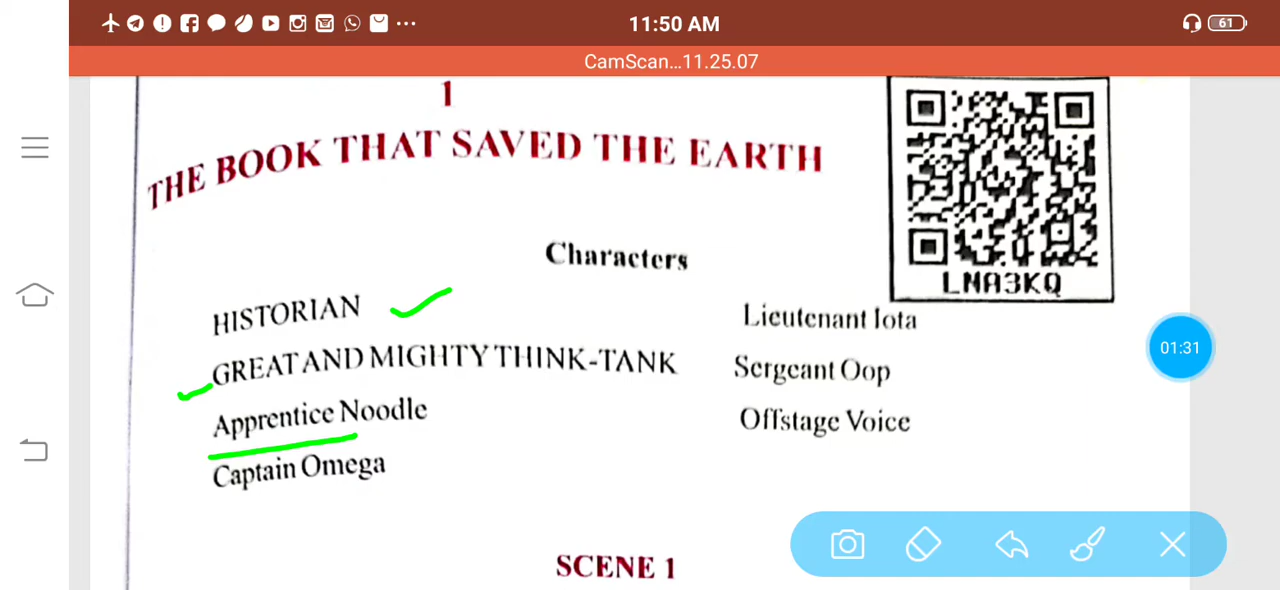 11:50 AM
61
CamScan...11.25.07
1
THE BOOK THAT SAVED THE EARTH
LNA3KQ
Characters
HISTORIAN
Lieutenant Iota
GREAT AND MIGHTY THINK-TANK
Sergeant Oop
Apprentice Noodle
Offstage Voice
Captain Omega
SCENE 1
01:31